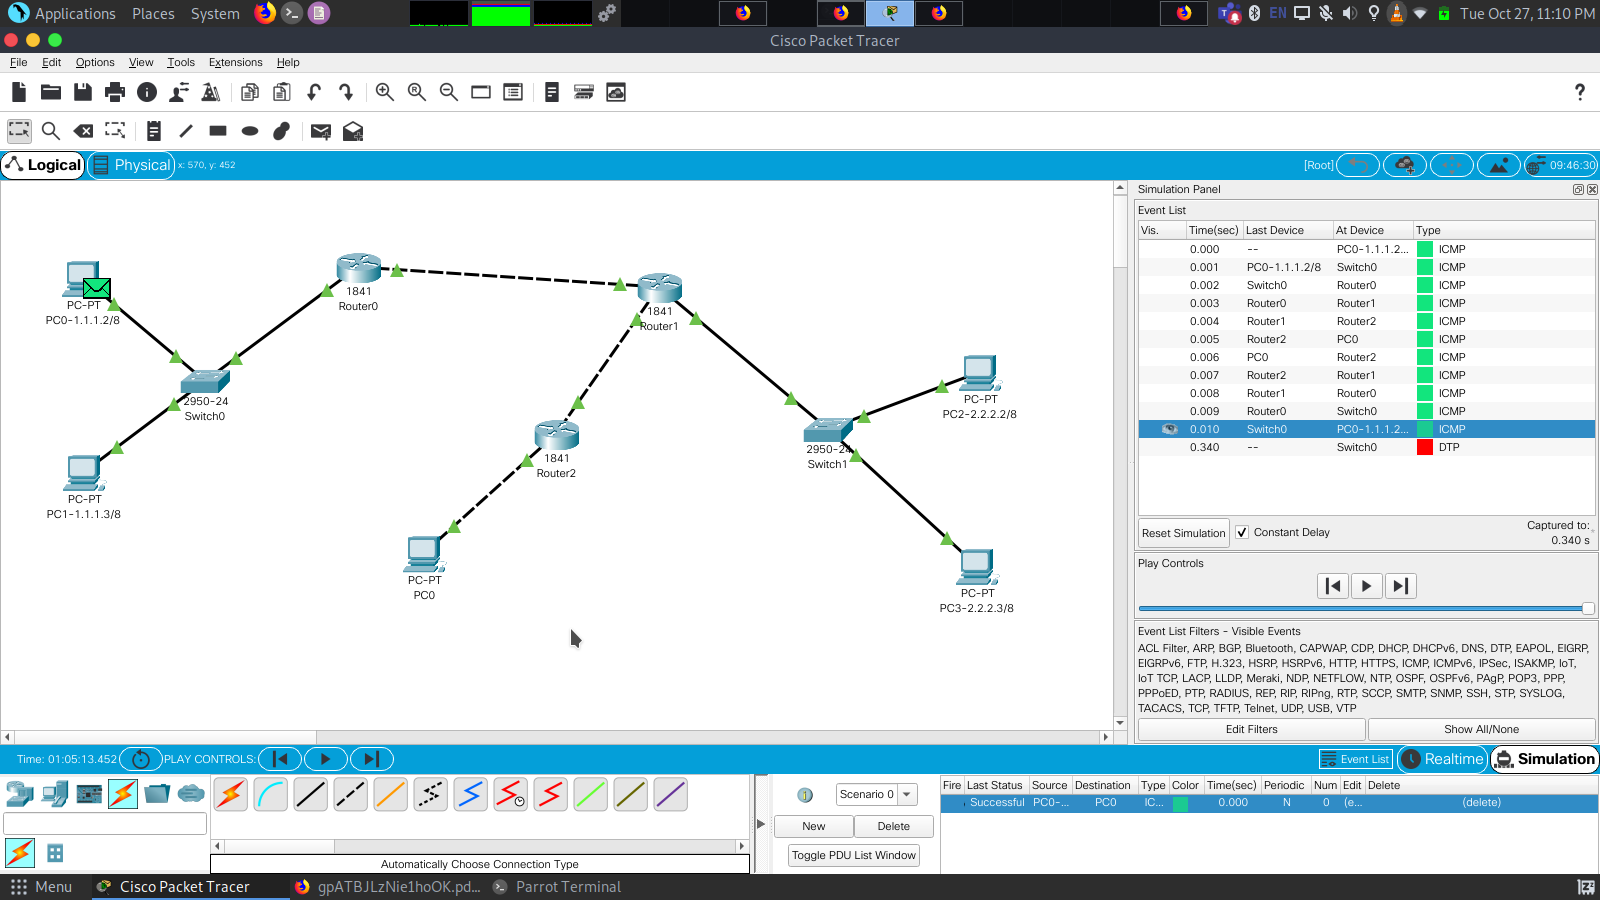 Applications Places System EN Tue Oct 27, 11:10 PM
Cisco Packet Tracer
File Edit Options View Tools Extensions Help
Logical Physical x: 570, y: 452 [Root] 09:46:30
PC-PT
PC0-1.1.1.2/8
1841
Router0
1841
Router1
2950-24
Switch0
PC-PT
PC2-2.2.2.2/8
1841
Router2
2950-24
Switch1
PC-PT
PC1-1.1.1.3/8
PC-PT
PC0
PC-PT
PC3-2.2.2.3/8
Simulation Panel
Event List
Vis. Time(sec) Last Device At Device Type
0.000 -- PC0-1.1.1.2... ICMP
0.001 PC0-1.1.1.2/8 Switch0 ICMP
0.002 Switch0 Router0 ICMP
0.003 Router0 Router1 ICMP
0.004 Router1 Router2 ICMP
0.005 Router2 PC0 ICMP
0.006 PC0 Router2 ICMP
0.007 Router2 Router1 ICMP
0.008 Router1 Router0 ICMP
0.009 Router0 Switch0 ICMP
0.010 Switch0 PC0-1.1.1.2... ICMP
0.340 -- Switch0 DTP
Reset Simulation Constant Delay Captured to:
0.340 s
Play Controls
Event List Filters - Visible Events
ACL Filter, ARP, BGP, Bluetooth, CAPWAP, CDP, DHCP, DHCPv6, DNS, DTP, EAPOL, EIGRP,
EIGRPv6, FTP, H.323, HSRP, HSRPv6, HTTP, HTTPS, ICMP, ICMPv6, IPSec, ISAKMP, IoT,
IoT TCP, LACP, LLDP, Meraki, NDP, NETFLOW, NTP, OSPF, OSPFv6, PAgP, POP3, PPP,
PPPoED, PTP, RADIUS, REP, RIP, RIPng, RTP, SCCP, SMTP, SNMP, SSH, STP, SYSLOG,
TACACS, TCP, TFTP, Telnet, UDP, USB, VTP
Edit Filters Show All/None
Time: 01:05:13.452 PLAY CONTROLS: Event List Realtime Simulation
Scenario 0
New Delete
Toggle PDU List Window
Fire Last Status Source Destination Type Color Time(sec) Periodic Num Edit Delete
Successful PC0-... PC0 IC... 0.000 N 0 (e... (delete)
Automatically Choose Connection Type
Menu Cisco Packet Tracer gpATBJLzNie1hoOK.pd... Parrot Terminal